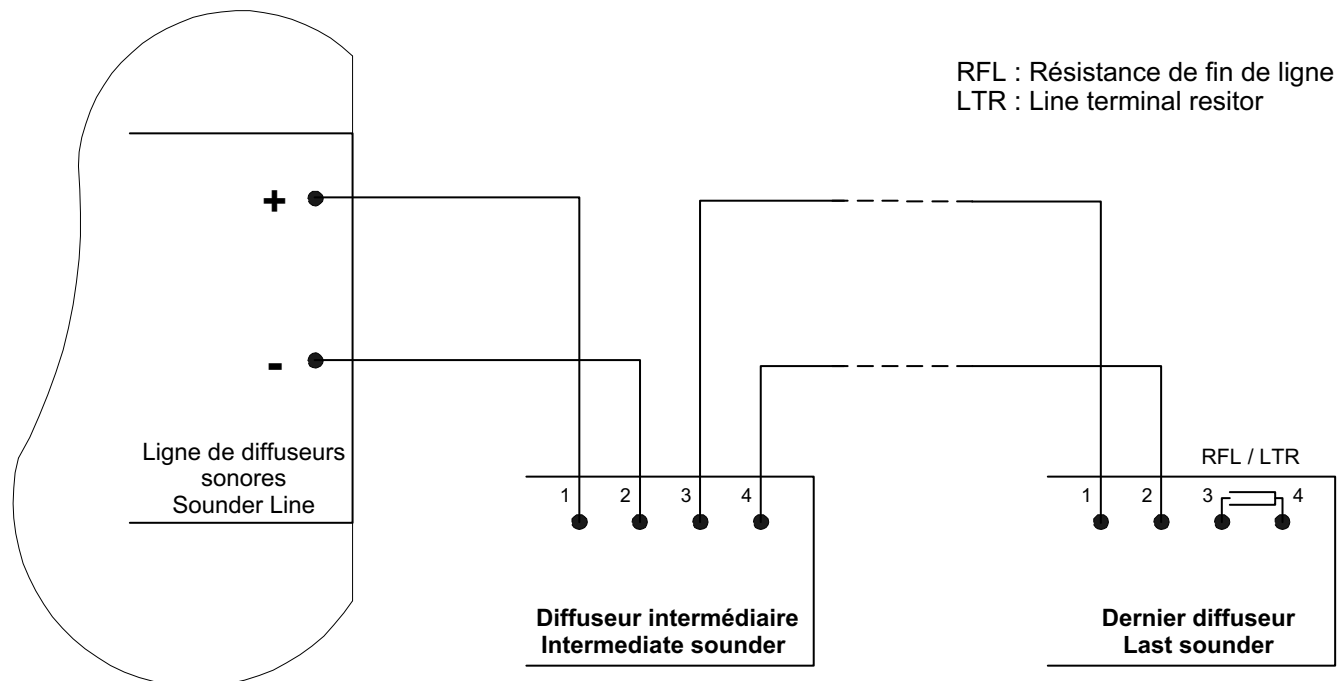 RFL : Résistance de fin de ligne
LTR : Line terminal resitor
+
-
Ligne de diffuseurs
sonores
Sounder Line
RFL / LTR
1 2 3 4
1 2 3 4
Diffuseur intermédiaire
Intermediate sounder
Dernier diffuseur
Last sounder